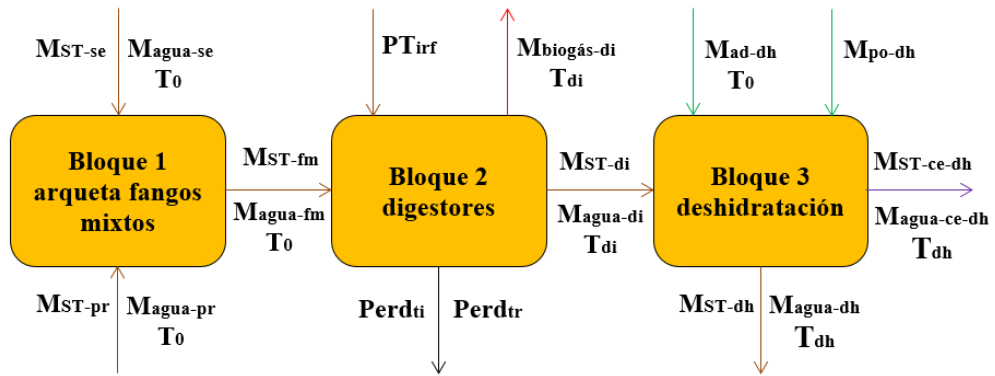 MST-se
Magua-se
T0
PTirf
Mbiogás-di
Tdi
Mad-dh
T0
Mpo-dh
Bloque 1
arqueta fangos
mixtos
MST-fm
Magua-fm
T0
Bloque 2
digestores
MST-di
Magua-di
Tdi
Bloque 3
deshidratación
MST-ce-dh
Magua-ce-dh
Tdh
MST-pr
Magua-pr
T0
Perdti
Perdtr
MST-dh
Magua-dh
Tdh